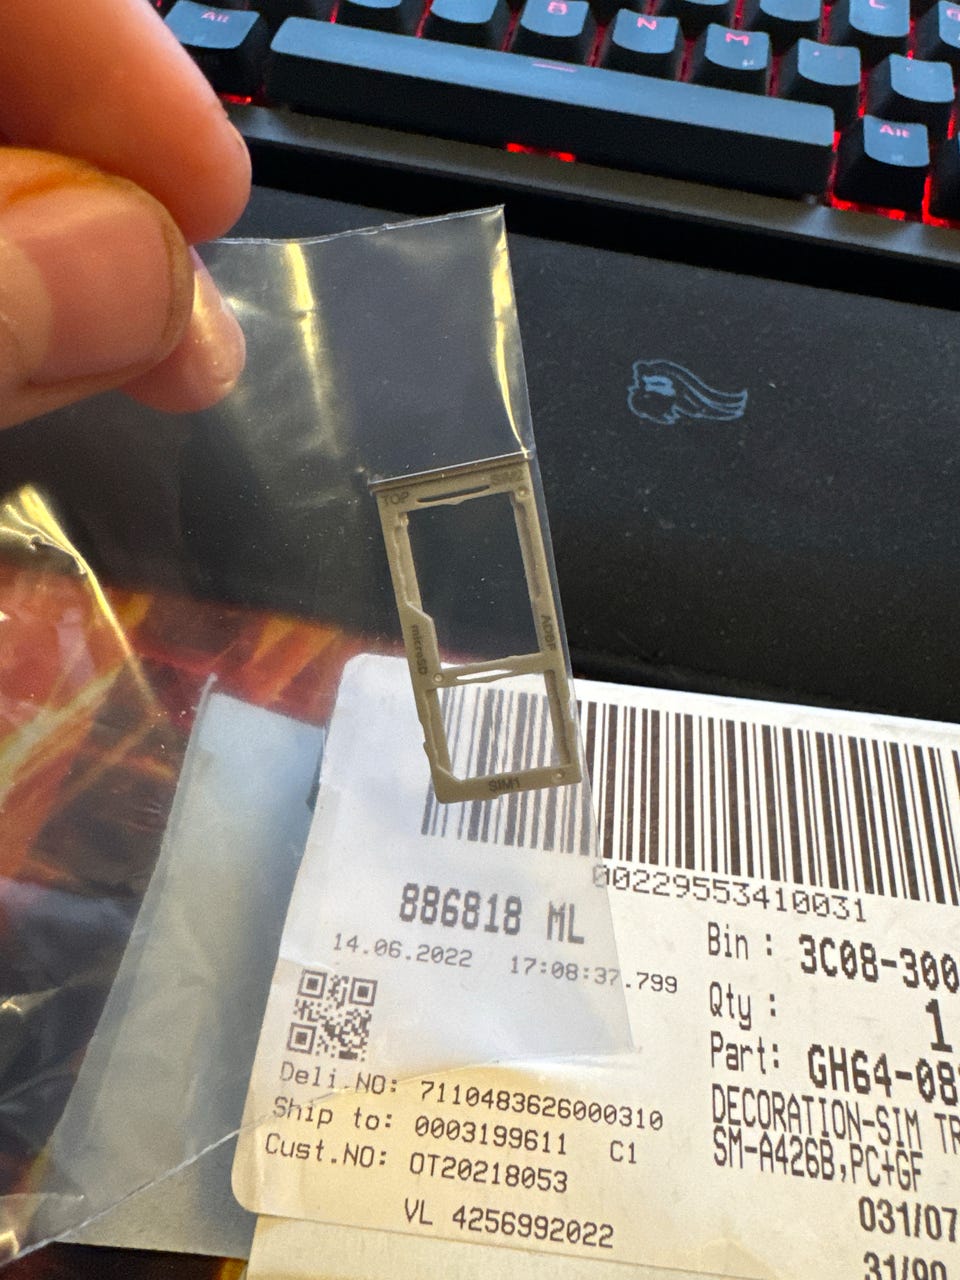 Alt
B
N
M
L
Alt
TOP
SIM2
microSD
SIM1
00229553410031
886818 ML
14.06.2022 17:08:37.799
Bin : 3C08-300
Qty : 1
Part: GH64-08
DECORATION-SIM TR
SM-A426B,PC+GF
031/07
31/90
Deli.NO: 7110483626000310
Ship to: 0003199611 C1
Cust.NO: OT20218053
VL 4256992022